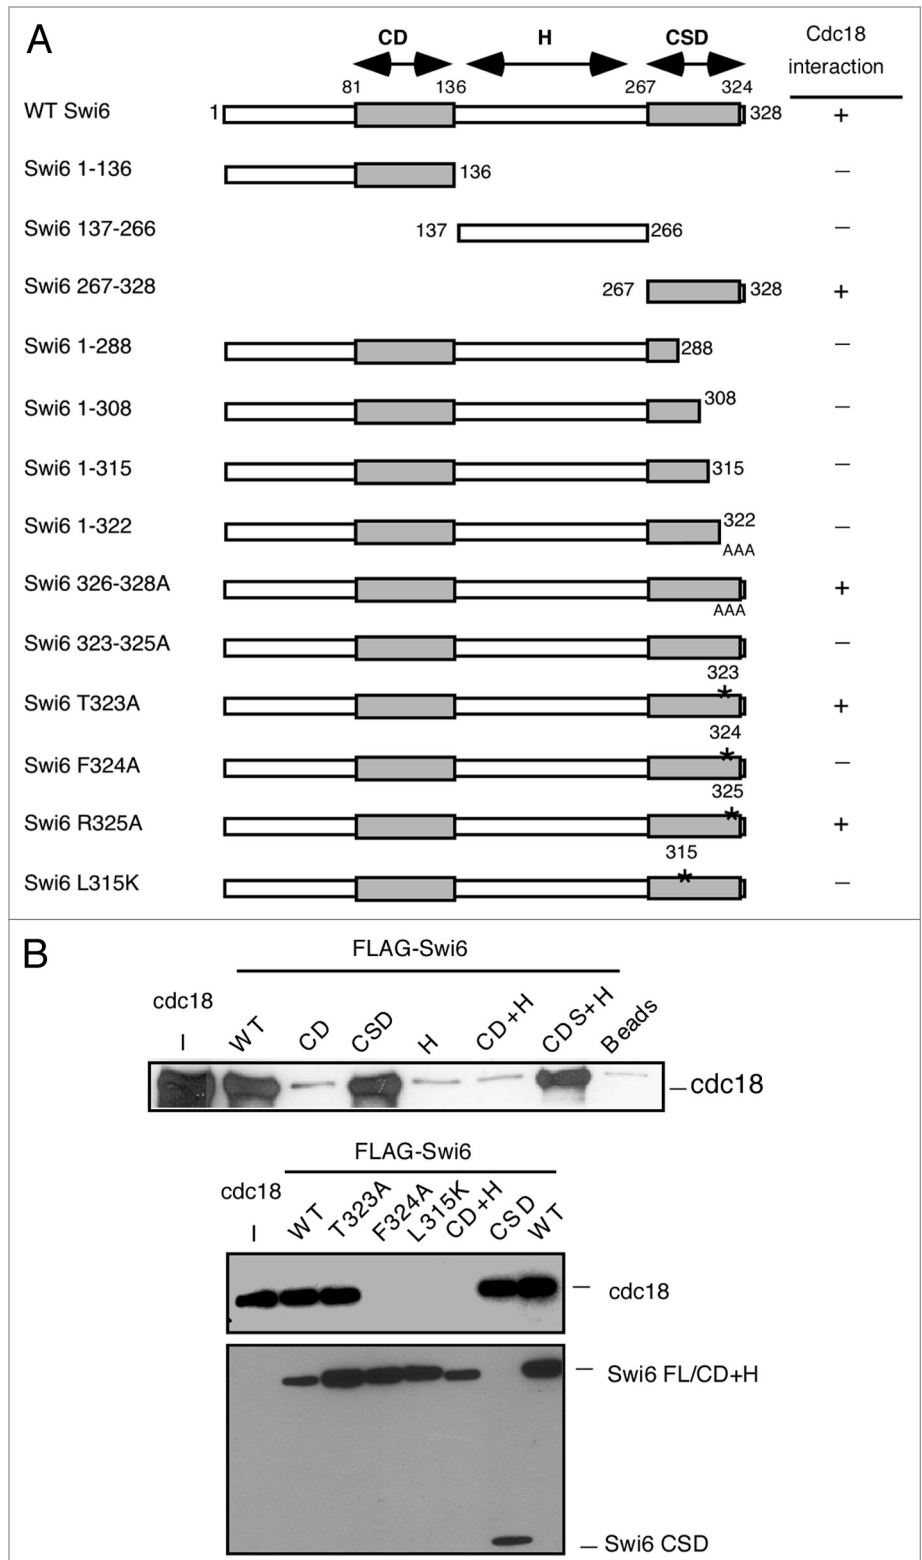 A
CD H CSD Cdc18
interaction
81 136 267 324
WT Swi6 1 328 +
Swi6 1-136 136 –
Swi6 137-266 137 266 –
Swi6 267-328 267 328 +
Swi6 1-288 288 –
Swi6 1-308 308 –
Swi6 1-315 315 –
Swi6 1-322 322 –
AAA
Swi6 326-328A +
AAA
Swi6 323-325A –
323
Swi6 T323A * +
324
Swi6 F324A * –
325
Swi6 R325A * +
315
Swi6 L315K * –
B
FLAG-Swi6
cdc18
I WT CD CSD H CD+H CDS+H Beads
cdc18
FLAG-Swi6
cdc18
I WT T323A F324A L315K CD+H CSD WT
cdc18
Swi6 FL/CD+H
Swi6 CSD